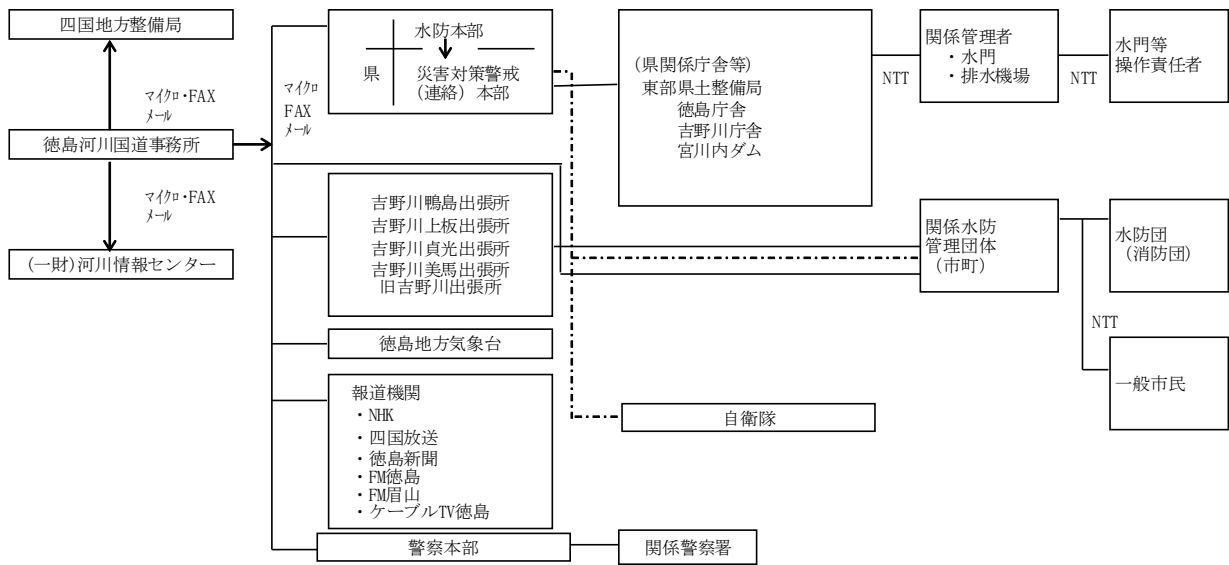 四国地方整備局
マイクロ・FAX
メール
徳島河川国道事務所
マイクロ・FAX
メール
(一財)河川情報センター
マイクロ
FAX
メール
水防本部
県
災害対策警戒
(連絡)本部
吉野川鴨島出張所
吉野川上板出張所
吉野川貞光出張所
吉野川美馬出張所
旧吉野川出張所
徳島地方気象台
報道機関
・NHK
・四国放送
・徳島新聞
・FM徳島
・FM眉山
・ケーブルTV徳島
警察本部
関係警察署
(県関係庁舎等)
東部県土整備局
徳島庁舎
吉野川庁舎
宮川内ダム
自衛隊
NTT
関係管理者
・水門
・排水機場
NTT
水門等
操作責任者
関係水防
管理団体
(市町)
水防団
(消防団)
NTT
一般市民